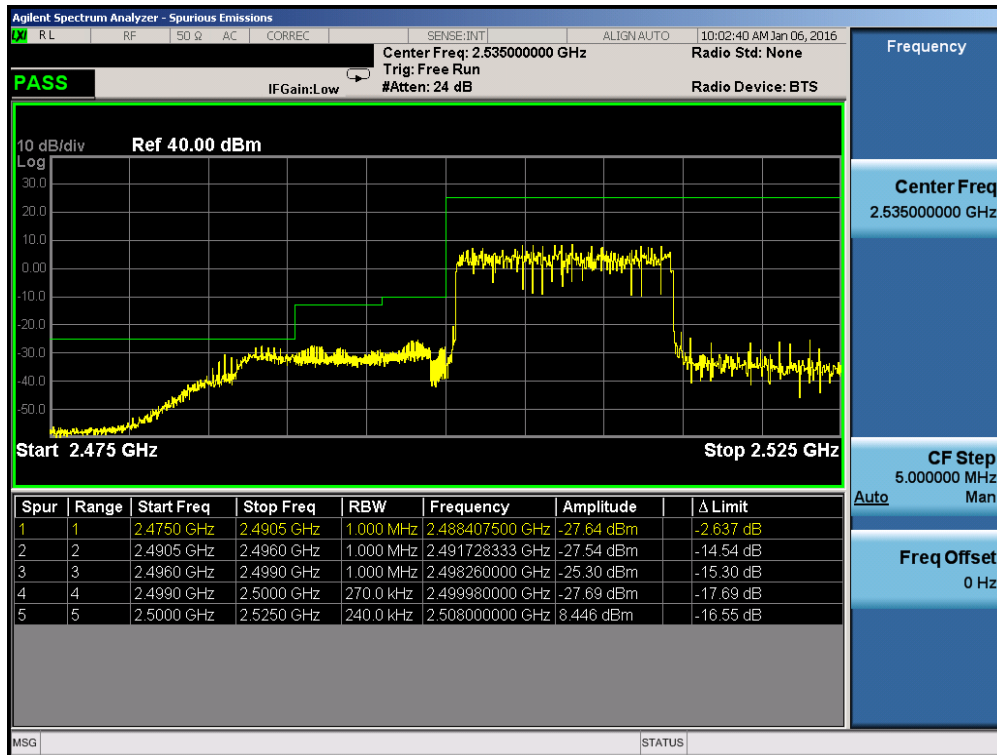 Agilent Spectrum Analyzer - Spurious Emissions
LXI RL RF 50 Ω AC CORREC SENSE:INT ALIGN AUTO 10:02:40 AM Jan 06, 2016
Center Freq: 2.535000000 GHz Radio Std: None
Trig: Free Run
PASS IFGain:Low #Atten: 24 dB Radio Device: BTS
10 dB/div Ref 40.00 dBm
Log
30.0
20.0
10.0
0.00
-10.0
-20.0
-30.0
-40.0
-50.0
Start 2.475 GHz Stop 2.525 GHz
Spur Range Start Freq Stop Freq RBW Frequency Amplitude Δ Limit
1 1 2.4750 GHz 2.4905 GHz 1.000 MHz 2.488407500 GHz -27.64 dBm -2.637 dB
2 2 2.4905 GHz 2.4960 GHz 1.000 MHz 2.491728333 GHz -27.54 dBm -14.54 dB
3 3 2.4960 GHz 2.4990 GHz 1.000 MHz 2.498260000 GHz -25.30 dBm -15.30 dB
4 4 2.4990 GHz 2.5000 GHz 270.0 kHz 2.499980000 GHz -27.69 dBm -17.69 dB
5 5 2.5000 GHz 2.5250 GHz 240.0 kHz 2.508000000 GHz 8.446 dBm -16.55 dB
MSG STATUS
Frequency
Center Freq
2.535000000 GHz
CF Step
5.000000 MHz
Auto Man
Freq Offset
0 Hz